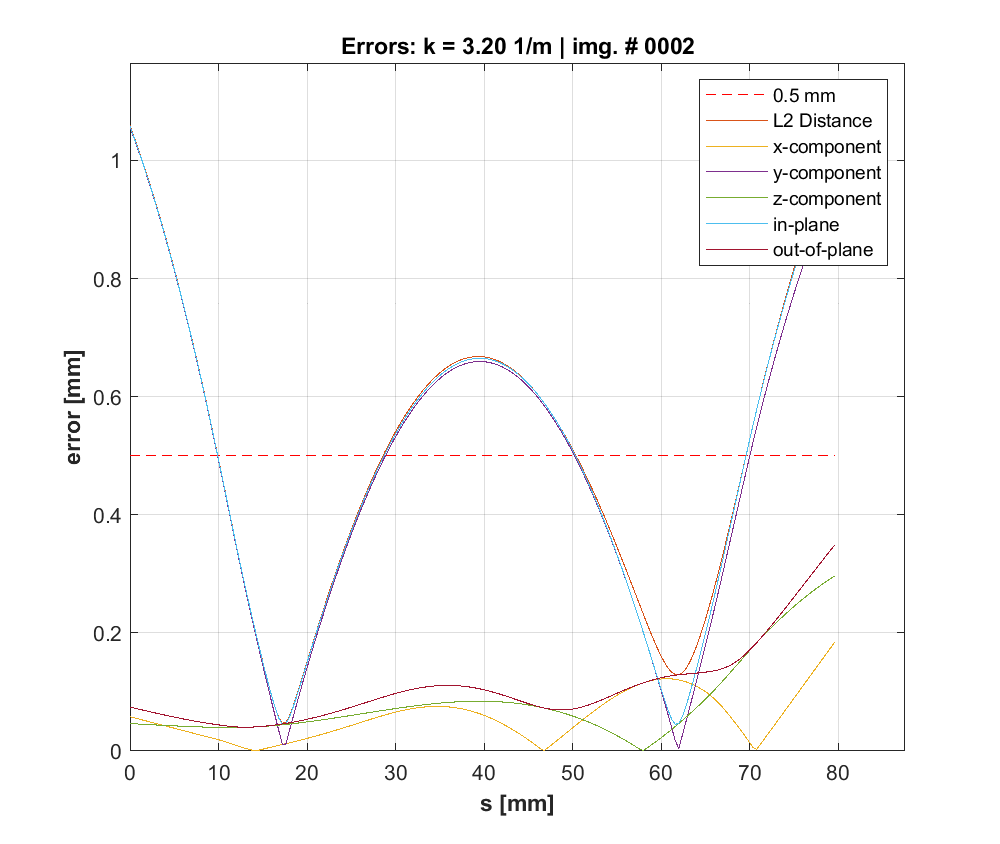 Errors: k = 3.20 1/m | img. # 0002
0.5 mm
L2 Distance
x-component
y-component
z-component
in-plane
out-of-plane
1
0.8
0.6
0.4
0.2
0
error [mm]
0 10 20 30 40 50 60 70 80
s [mm]